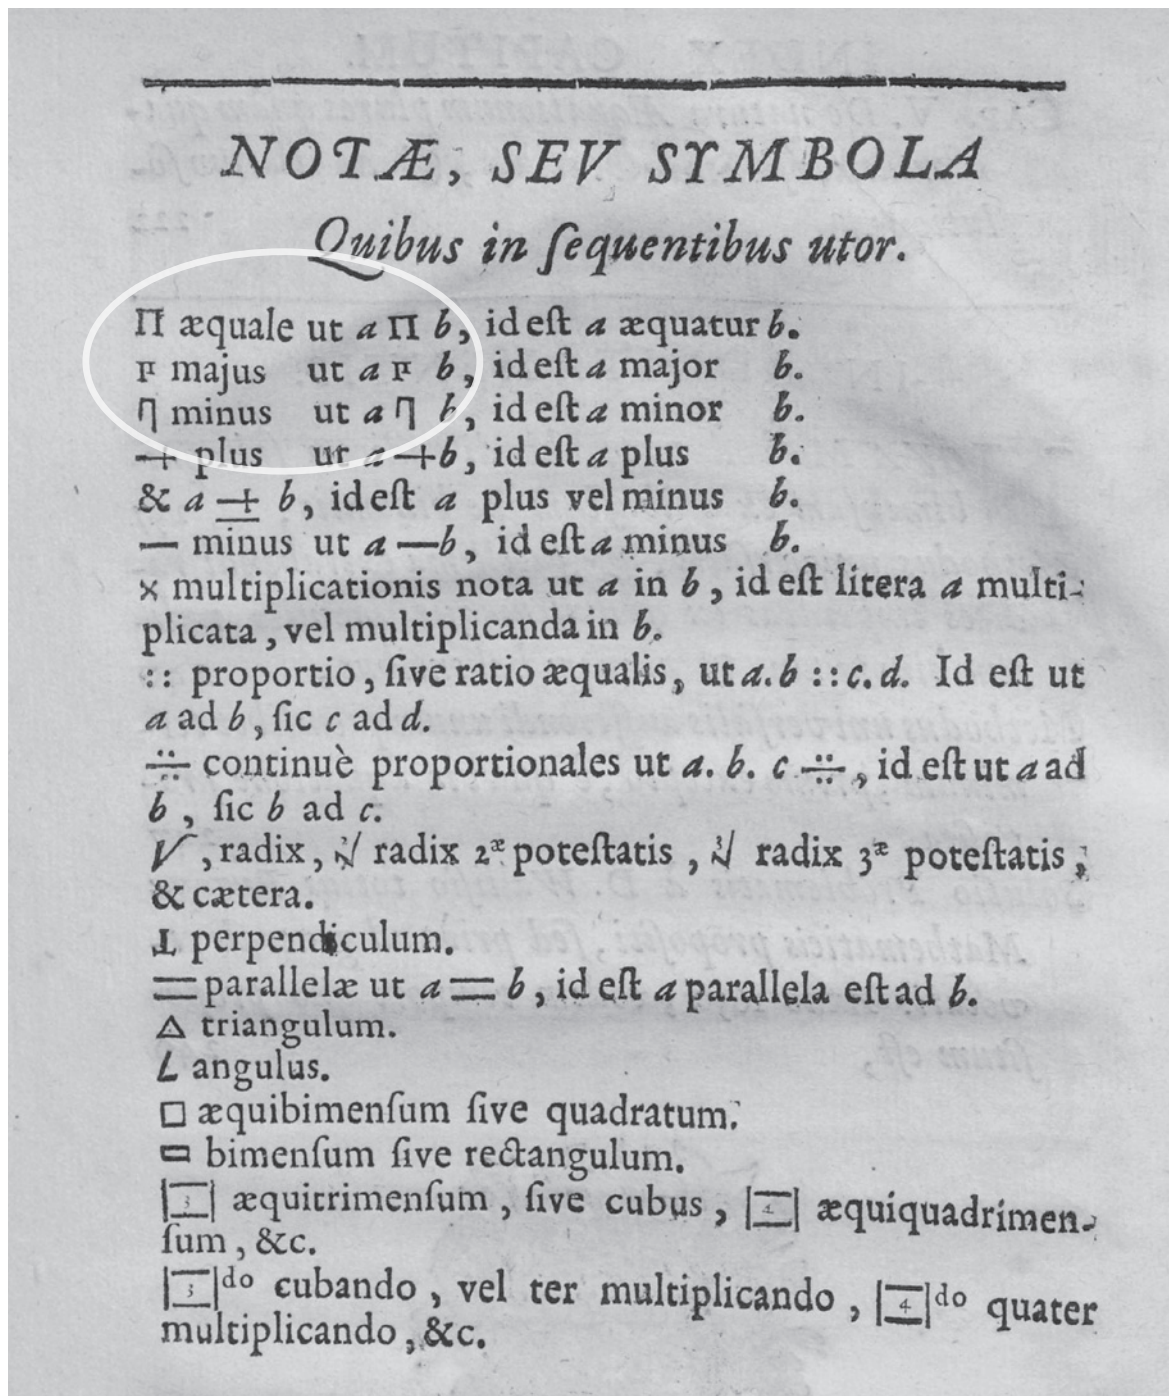 NOTÆ, SEV SYMBOLA
Quibus in ſequentibus utor.
Π æquale ut a Π b, id eſt a æquatur b.
majus ut a b, id eſt a major b.
minus ut a b, id eſt a minor b.
+ plus ut a + b, id eſt a plus b.
& a ± b, id eſt a plus vel minus b.
— minus ut a — b, id eſt a minus b.
× multiplicationis nota ut a in b, id eſt litera a multi-
plicata, vel multiplicanda in b.
:: proportio, ſive ratio æqualis, ut a.b :: c.d. Id eſt ut
a ad b, ſic c ad d.
∺ continuè proportionales ut a. b. c ∺, id eſt ut a ad
b, ſic b ad c.
√, radix, radix 2æ poteſtatis, ∛ radix 3æ poteſtatis,
& cætera.
⊥ perpendiculum.
═ parallelæ ut a ═ b, id eſt a parallela eſt ad b.
△ triangulum.
∠ angulus.
□ æquibimenſum ſive quadratum.
▭ bimenſum ſive rectangulum.
|3| æquitrimenſum, ſive cubus, |4| æquiquadrimen-
ſum, &c.
|3|do cubando, vel ter multiplicando, |4|do quater
multiplicando, &c.